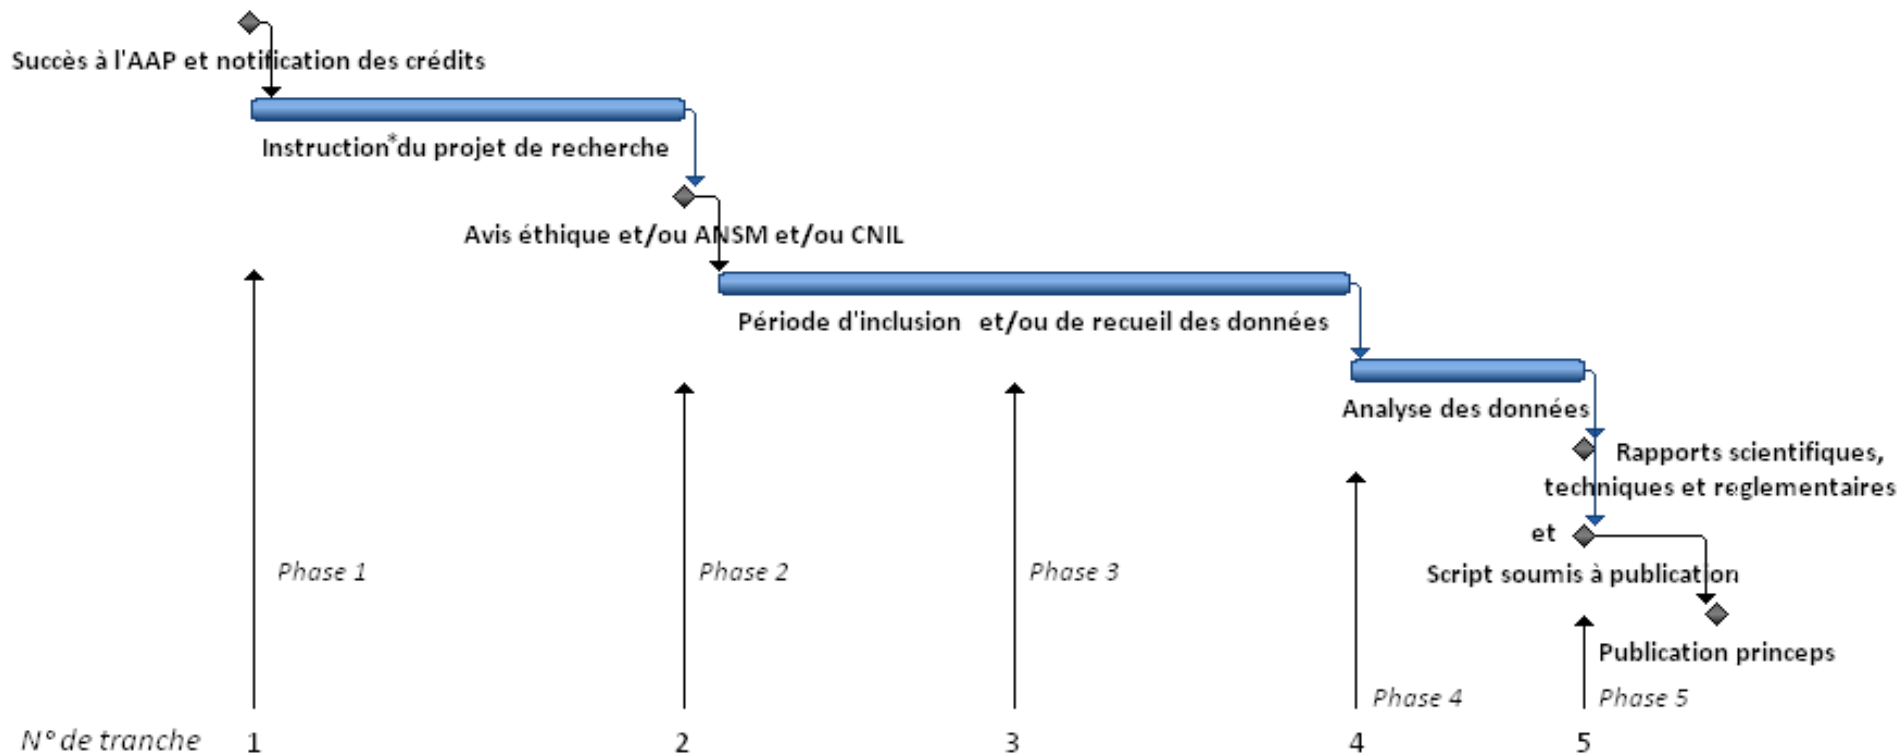 Succès à l'AAP et notification des crédits
Instruction*du projet de recherche
Avis éthique et/ou ANSM et/ou CNIL
Période d'inclusion et/ou de recueil des données
Analyse des données
Rapports scientifiques,
techniques et reglementaires
et
Script soumis à publication
Publication princeps
Phase 1
Phase 2
Phase 3
Phase 4
Phase 5
N° de tranche 1 2 3 4 5